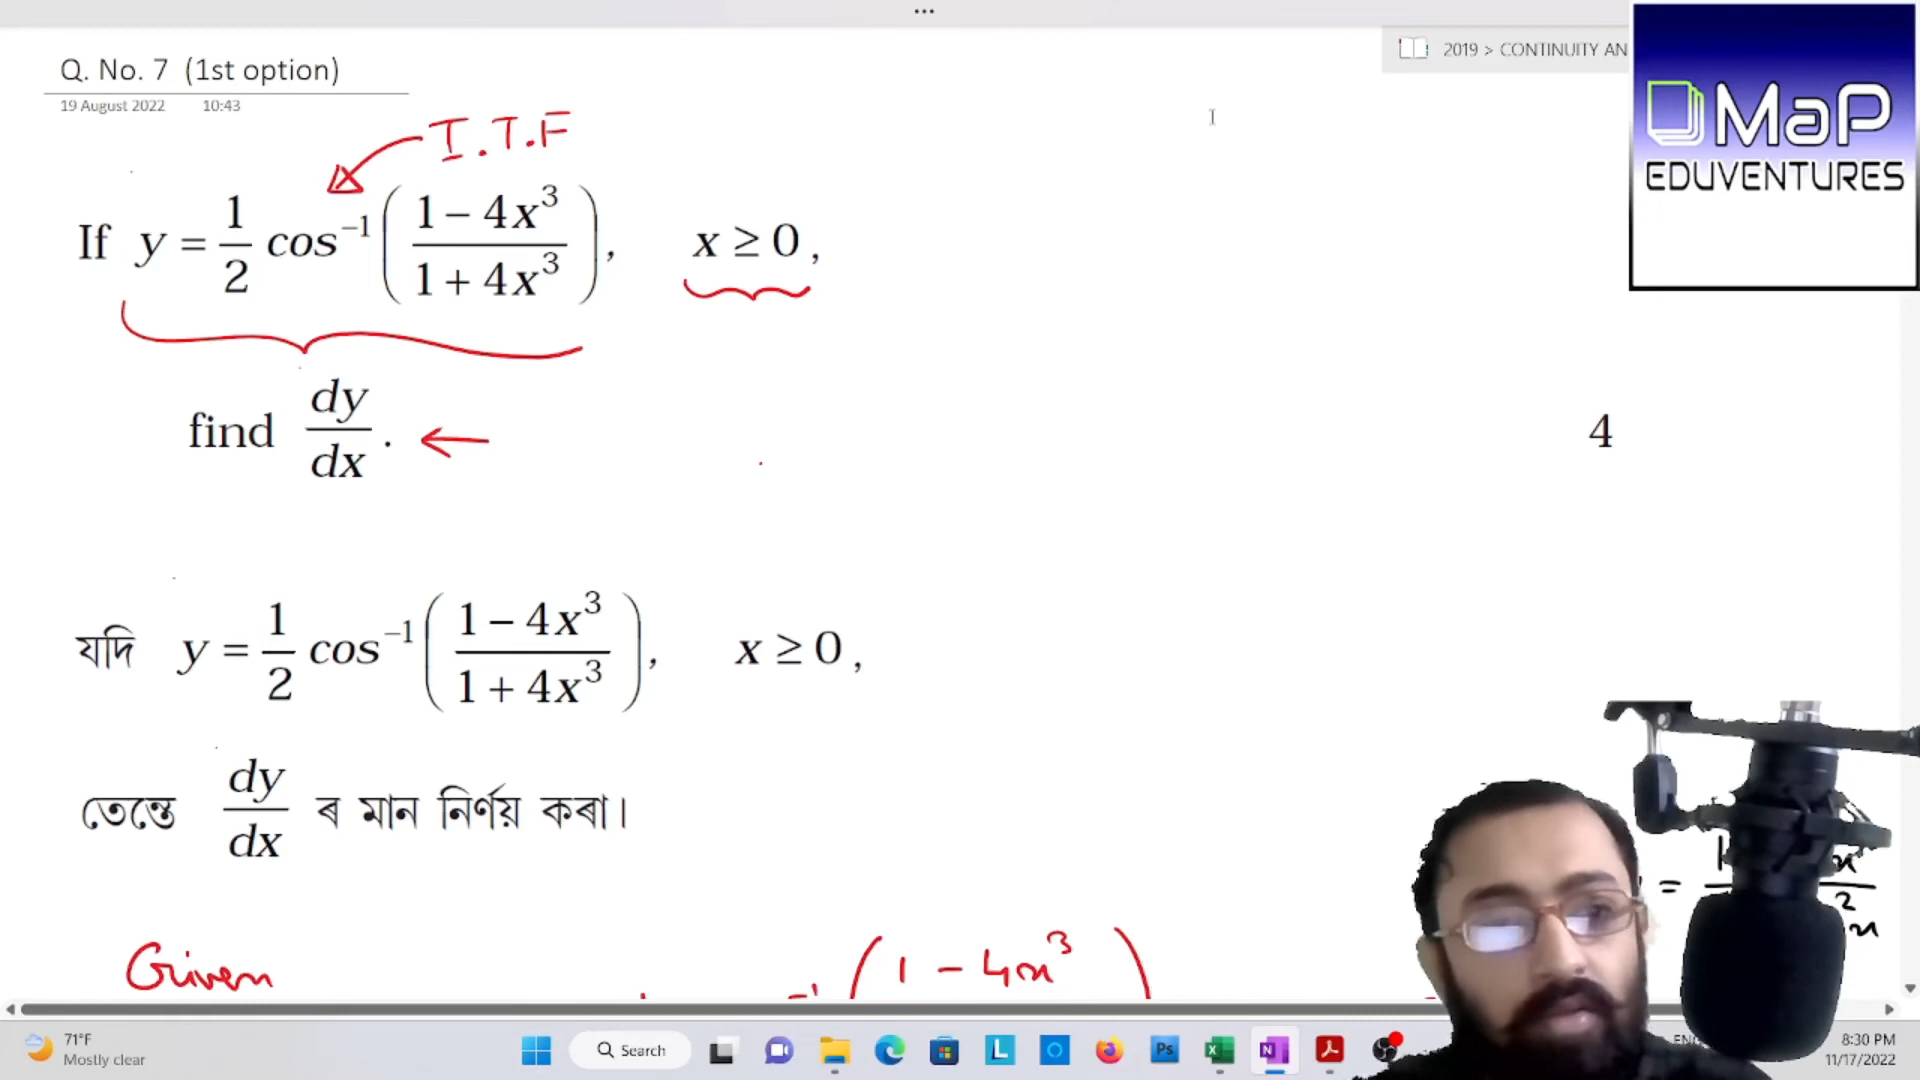 2019 > CONTINUITY AN
MaP
EDUVENTURES
Q. No. 7 (1st option)
19 August 2022 10:43
I.T.F
If y = 1/2 cos⁻¹ ( (1 − 4x³)/(1 + 4x³) ), x ≥ 0,
find dy/dx . ← 4
যদি y = 1/2 cos⁻¹ ( (1 − 4x³)/(1 + 4x³) ), x ≥ 0,
তেন্তে dy/dx ৰ মান নিৰ্ণয় কৰা।
Given ( 1 − 4x³ )
71°F
Mostly clear
Search
8:30 PM
11/17/2022